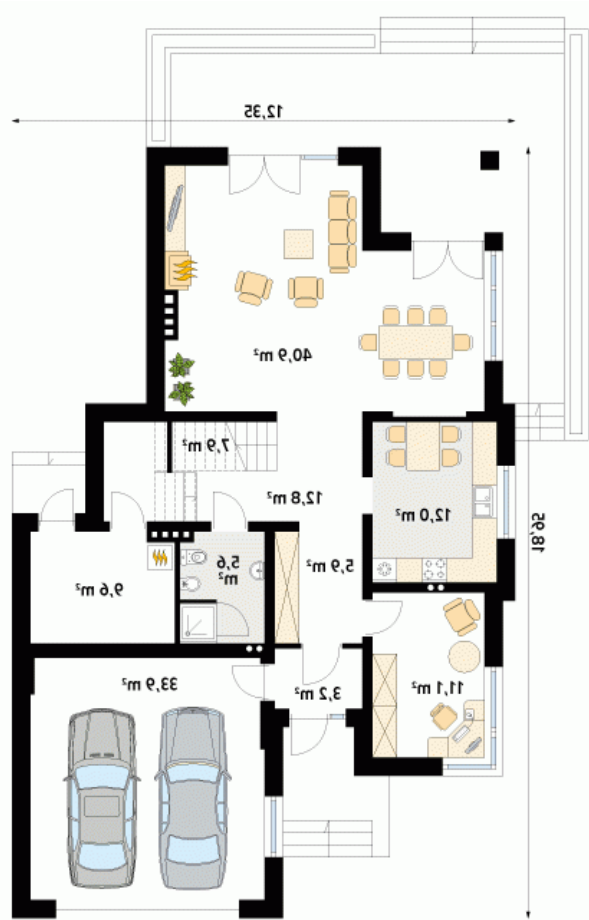 12,35
40,9 m²
7,9 m²
12,8 m²
12,0 m²
18,95
5,6
m²
5,9 m²
9,6 m²
33,9 m²
3,2 m²
11,1 m²